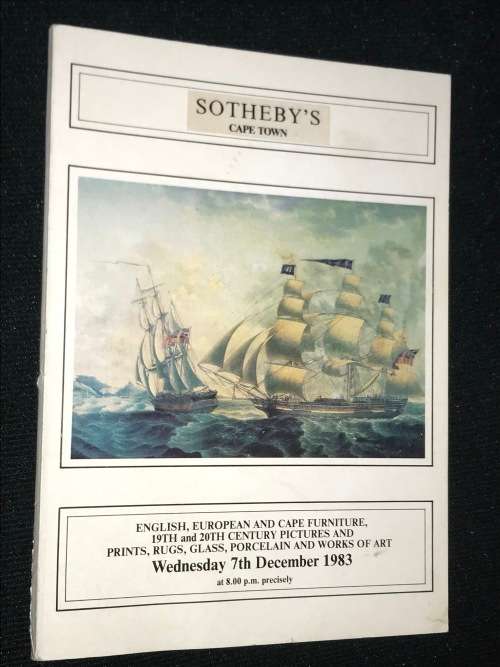 SOTHEBY'S
CAPE TOWN
ENGLISH, EUROPEAN AND CAPE FURNITURE,
19TH and 20TH CENTURY PICTURES AND
PRINTS, RUGS, GLASS, PORCELAIN AND WORKS OF ART
Wednesday 7th December 1983
at 8.00 p.m. precisely